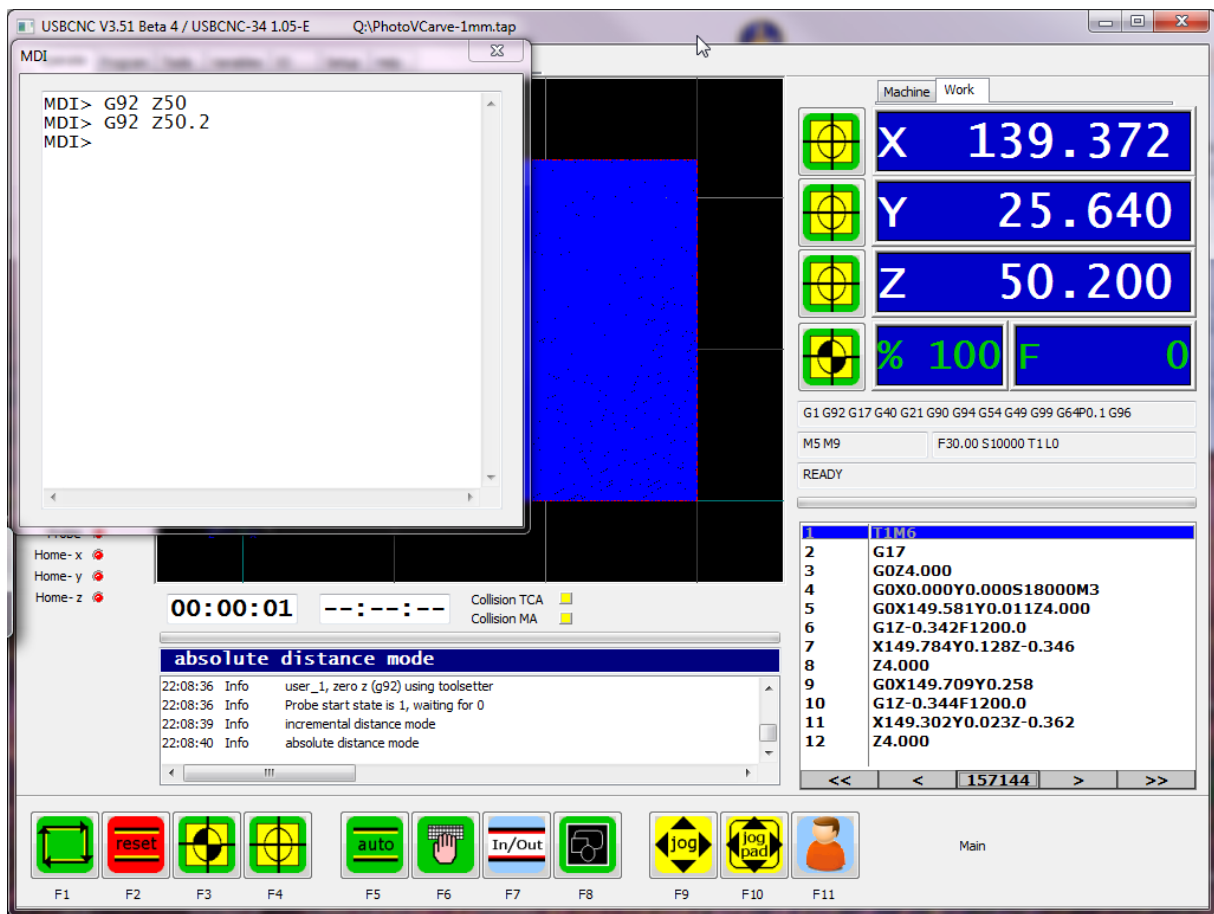 USBCNC V3.51 Beta 4 / USBCNC-34 1.05-E Q:\PhotoVCarve-1mm.tap
MDI
MDI> G92 Z50
MDI> G92 Z50.2
MDI>
Machine Work
X 139.372
Y 25.640
Z 50.200
% 100 F 0
G1 G92 G17 G40 G21 G90 G94 G54 G49 G99 G64P0.1 G96
M5 M9 F30.00 S10000 T1 L0
READY
Probe
Home- x
Home- y
Home- z
00:00:01 --:--:-- Collision TCA
Collision MA
absolute distance mode
22:08:36 Info user_1, zero z (g92) using toolsetter
22:08:36 Info Probe start state is 1, waiting for 0
22:08:39 Info incremental distance mode
22:08:40 Info absolute distance mode
1 T1M6
2 G17
3 G0Z4.000
4 G0X0.000Y0.000S18000M3
5 G0X149.581Y0.011Z4.000
6 G1Z-0.342F1200.0
7 X149.784Y0.128Z-0.346
8 Z4.000
9 G0X149.709Y0.258
10 G1Z-0.344F1200.0
11 X149.302Y0.023Z-0.362
12 Z4.000
<< < 157144 > >>
reset auto In/Out jog jog pad
F1 F2 F3 F4 F5 F6 F7 F8 F9 F10 F11
Main